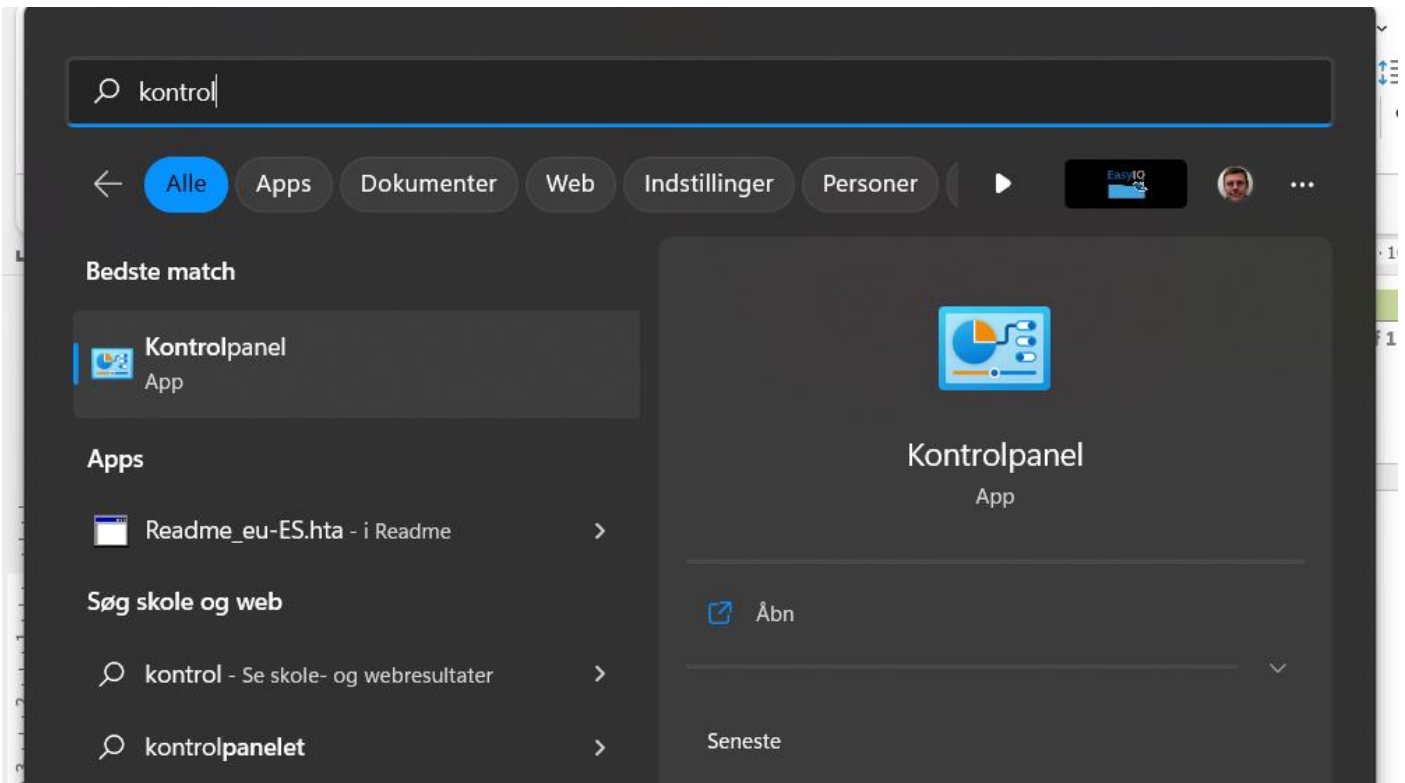 kontrol
Alle Apps Dokumenter Web Indstillinger Personer
EasyIQ
Bedste match
Kontrolpanel
App
Apps
Readme_eu-ES.hta - i Readme
Søg skole og web
kontrol - Se skole- og webresultater
kontrolpanelet
Kontrolpanel
App
Åbn
Seneste